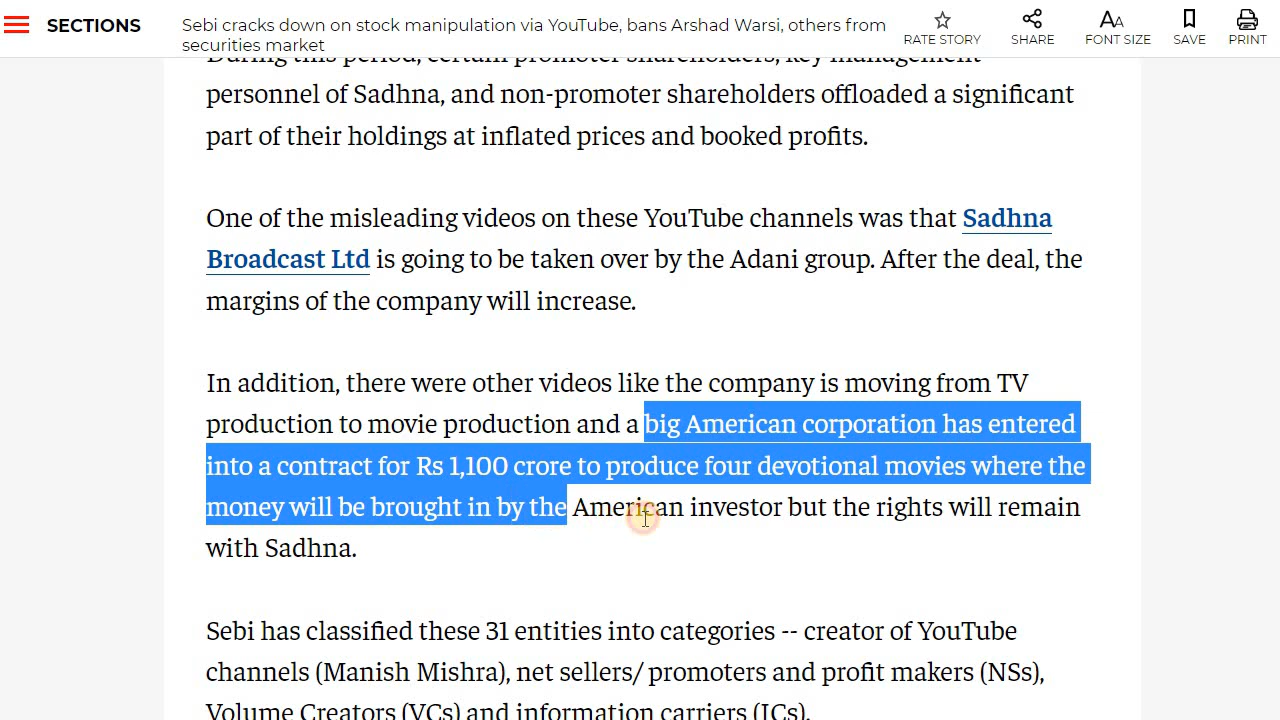 SECTIONS
Sebi cracks down on stock manipulation via YouTube, bans Arshad Warsi, others from
securities market
RATE STORY
SHARE
FONT SIZE
SAVE
PRINT
During this period, certain promoter shareholders, key management
personnel of Sadhna, and non-promoter shareholders offloaded a significant
part of their holdings at inflated prices and booked profits.
One of the misleading videos on these YouTube channels was that Sadhna
Broadcast Ltd is going to be taken over by the Adani group. After the deal, the
margins of the company will increase.
In addition, there were other videos like the company is moving from TV
production to movie production and a big American corporation has entered
into a contract for Rs 1,100 crore to produce four devotional movies where the
money will be brought in by the American investor but the rights will remain
with Sadhna.
Sebi has classified these 31 entities into categories -- creator of YouTube
channels (Manish Mishra), net sellers/ promoters and profit makers (NSs),
Volume Creators (VCs) and information carriers (ICs).